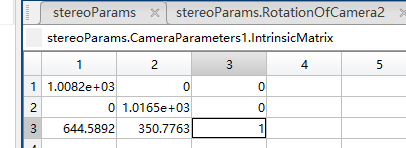 stereoParams stereoParams.RotationOfCamera2
stereoParams.CameraParameters1.IntrinsicMatrix
1 2 3 4 5
1 1.0082e+03 0 0
2 0 1.0165e+03 0
3 644.5892 350.7763 1